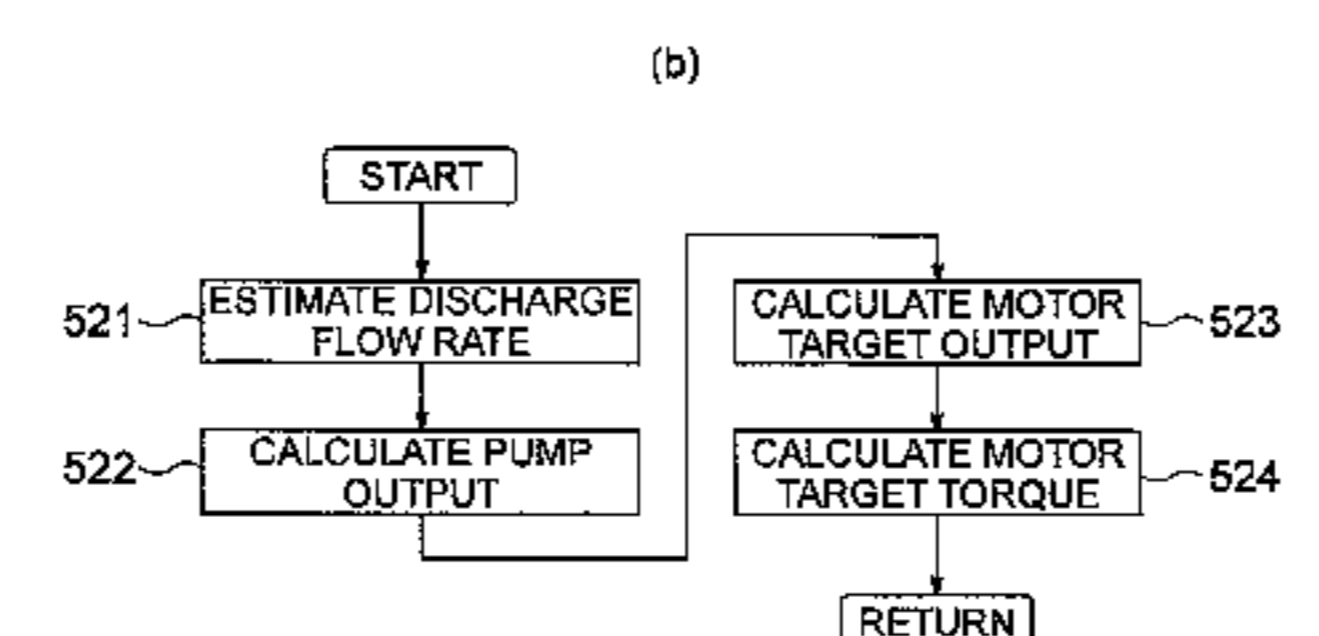 (b)
START
521
ESTIMATE DISCHARGE
FLOW RATE
522
CALCULATE PUMP
OUTPUT
CALCULATE MOTOR
TARGET OUTPUT
523
CALCULATE MOTOR
TARGET TORQUE
524
RETURN